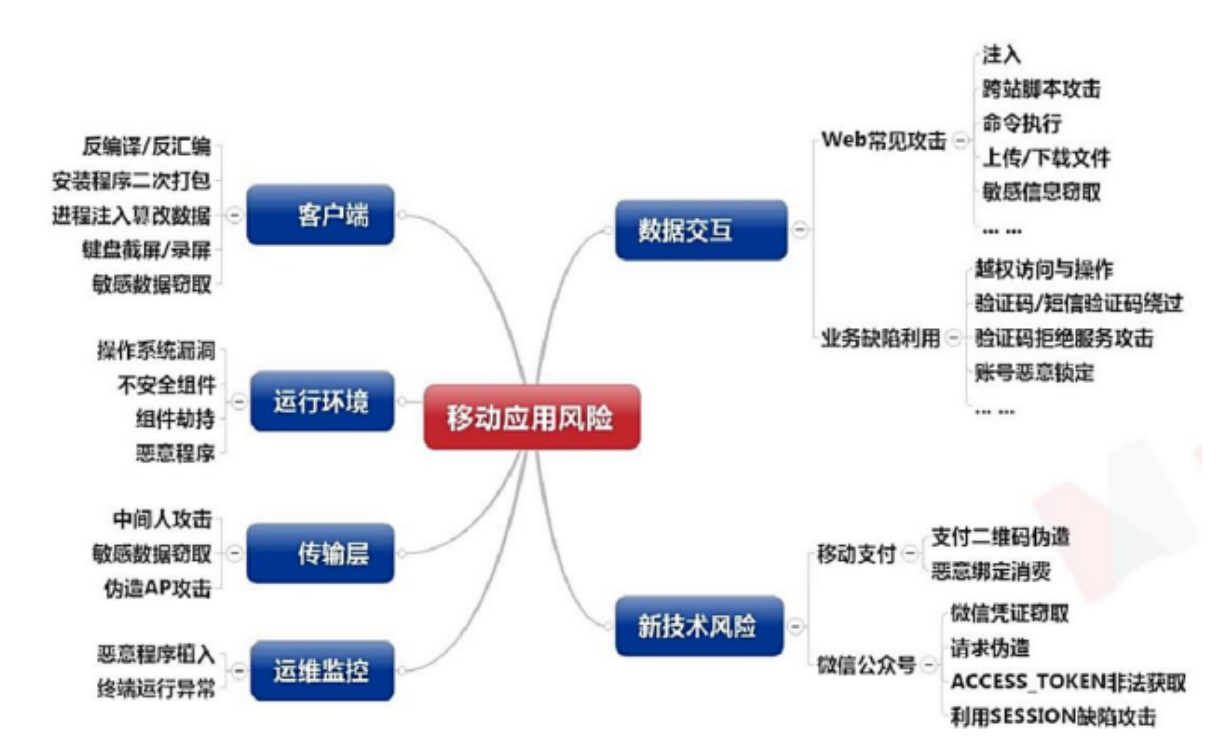 移动应用风险
客户端
反编译/反汇编
安装程序二次打包
进程注入篡改数据
键盘截屏/录屏
敏感数据窃取
运行环境
操作系统漏洞
不安全组件
组件劫持
恶意程序
传输层
中间人攻击
敏感数据窃取
伪造AP攻击
运维监控
恶意程序植入
终端运行异常
数据交互
Web常见攻击
注入
跨站脚本攻击
命令执行
上传/下载文件
敏感信息窃取
... ...
业务缺陷利用
越权访问与操作
验证码/短信验证码绕过
验证码拒绝服务攻击
账号恶意锁定
... ...
新技术风险
移动支付
支付二维码伪造
恶意绑定消费
微信公众号
微信凭证窃取
请求伪造
ACCESS_TOKEN非法获取
利用SESSION缺陷攻击